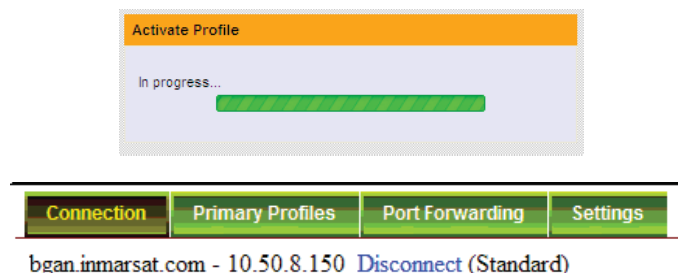 Activate Profile
In progress...
Connection Primary Profiles Port Forwarding Settings
bgan.inmarsat.com - 10.50.8.150 Disconnect (Standard)